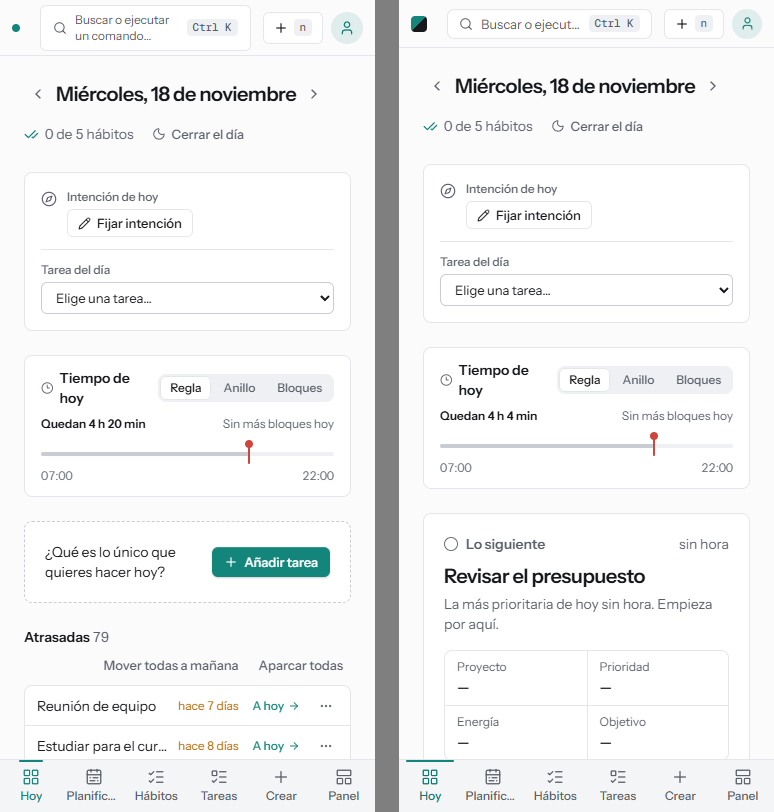 Buscar o ejecutar
un comando...
Ctrl K
n
Miércoles, 18 de noviembre
0 de 5 hábitos
Cerrar el día
Intención de hoy
Fijar intención
Tarea del día
Elige una tarea...
Tiempo de
hoy
Regla
Anillo
Bloques
Quedan 4 h 20 min
Sin más bloques hoy
07:00
22:00
¿Qué es lo único que
quieres hacer hoy?
Añadir tarea
Atrasadas 79
Mover todas a mañana
Aparcar todas
Reunión de equipo
hace 7 días
A hoy →
Estudiar para el cur...
hace 8 días
A hoy →
Hoy
Planific...
Hábitos
Tareas
Crear
Panel
Buscar o ejecut...
Ctrl K
n
Miércoles, 18 de noviembre
0 de 5 hábitos
Cerrar el día
Intención de hoy
Fijar intención
Tarea del día
Elige una tarea...
Tiempo de
hoy
Regla
Anillo
Bloques
Quedan 4 h 4 min
Sin más bloques hoy
07:00
22:00
Lo siguiente
sin hora
Revisar el presupuesto
La más prioritaria de hoy sin hora. Empieza
por aquí.
Proyecto
—
Prioridad
—
Energía
—
Objetivo
—
Hoy
Planific...
Hábitos
Tareas
Crear
Panel